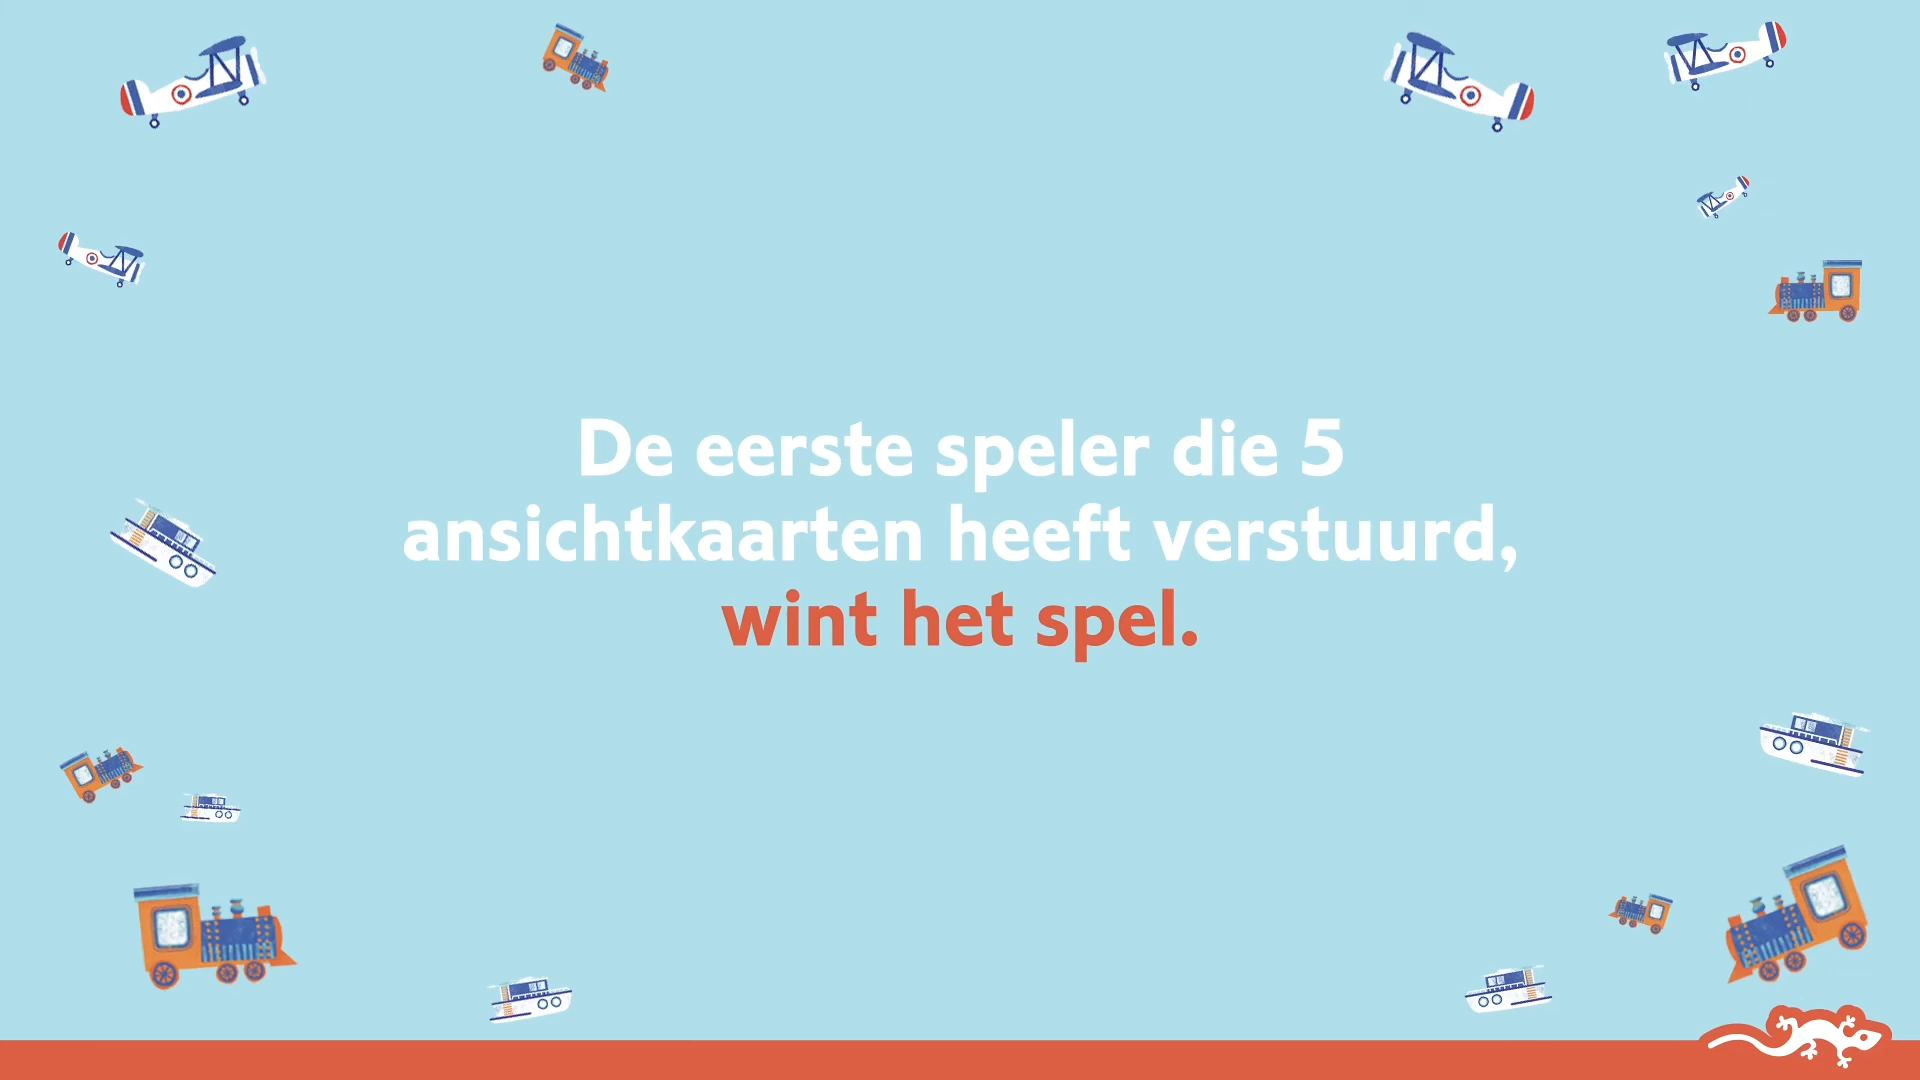 De eerste speler die 5
ansichtkaarten heeft verstuurd,
wint het spel.